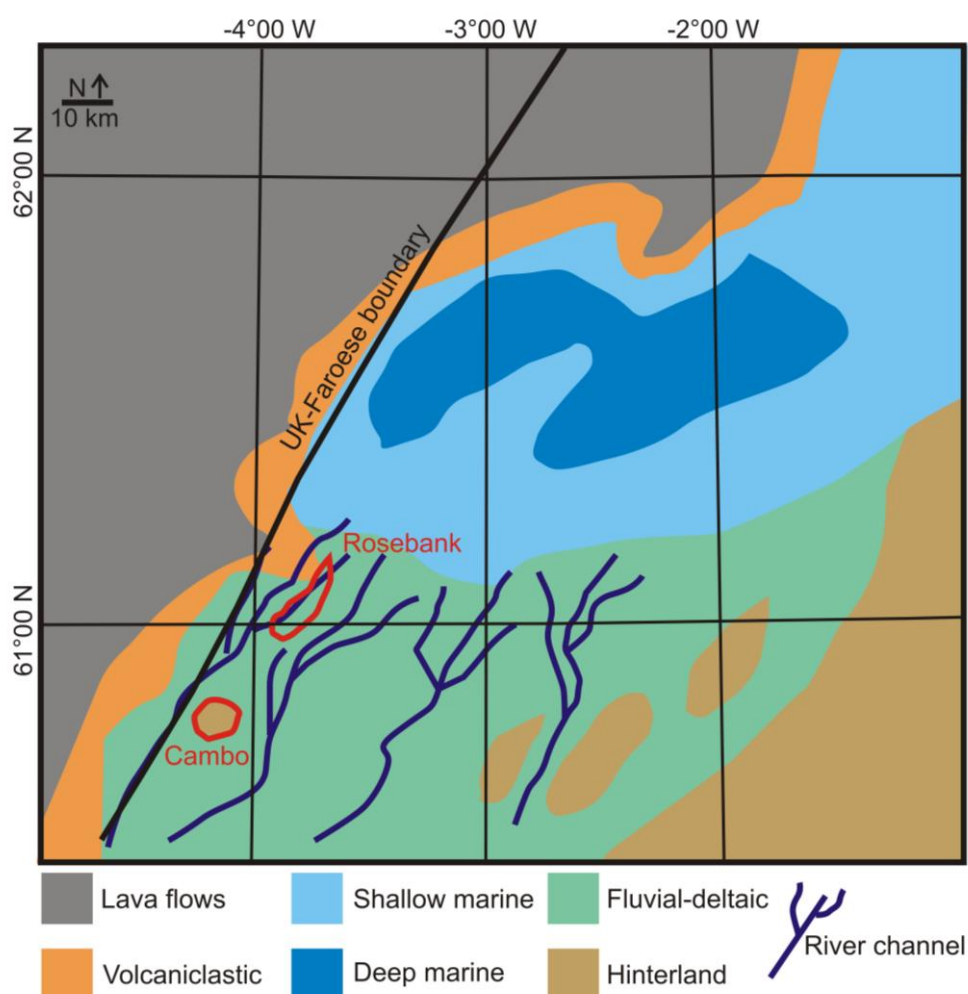 -4°00 W
-3°00 W
-2°00 W
N
10 km
62°00 N
UK-Faroese boundary
Rosebank
61°00 N
Cambo
Lava flows
Shallow marine
Fluvial-deltaic
River channel
Volcaniclastic
Deep marine
Hinterland